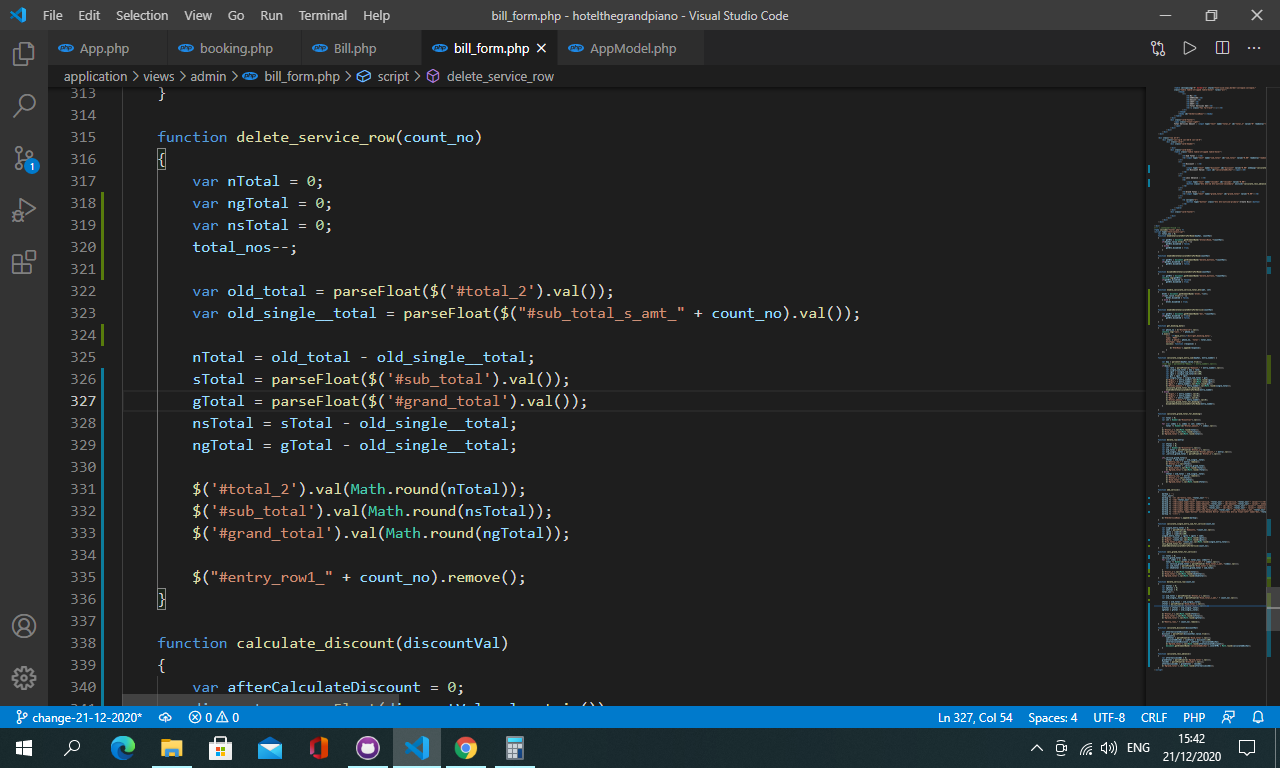 File Edit Selection View Go Run Terminal Help bill_form.php - hotelthegrandpiano - Visual Studio Code
App.php booking.php Bill.php bill_form.php AppModel.php
application > views > admin > bill_form.php > script > delete_service_row
313 }
314
315 function delete_service_row(count_no)
316 {
317 var nTotal = 0;
318 var ngTotal = 0;
319 var nsTotal = 0;
320 total_nos--;
321
322 var old_total = parseFloat($('#total_2').val());
323 var old_single__total = parseFloat($("#sub_total_s_amt_" + count_no).val());
324
325 nTotal = old_total - old_single__total;
326 sTotal = parseFloat($('#sub_total').val());
327 gTotal = parseFloat($('#grand_total').val());
328 nsTotal = sTotal - old_single__total;
329 ngTotal = gTotal - old_single__total;
330
331 $('#total_2').val(Math.round(nTotal));
332 $('#sub_total').val(Math.round(nsTotal));
333 $('#grand_total').val(Math.round(ngTotal));
334
335 $("#entry_row1_" + count_no).remove();
336 }
337
338 function calculate_discount(discountVal)
339 {
340 var afterCalculateDiscount = 0;
1
change-21-12-2020* 0 0 Ln 327, Col 54 Spaces: 4 UTF-8 CRLF PHP
ENG 15:42
21/12/2020